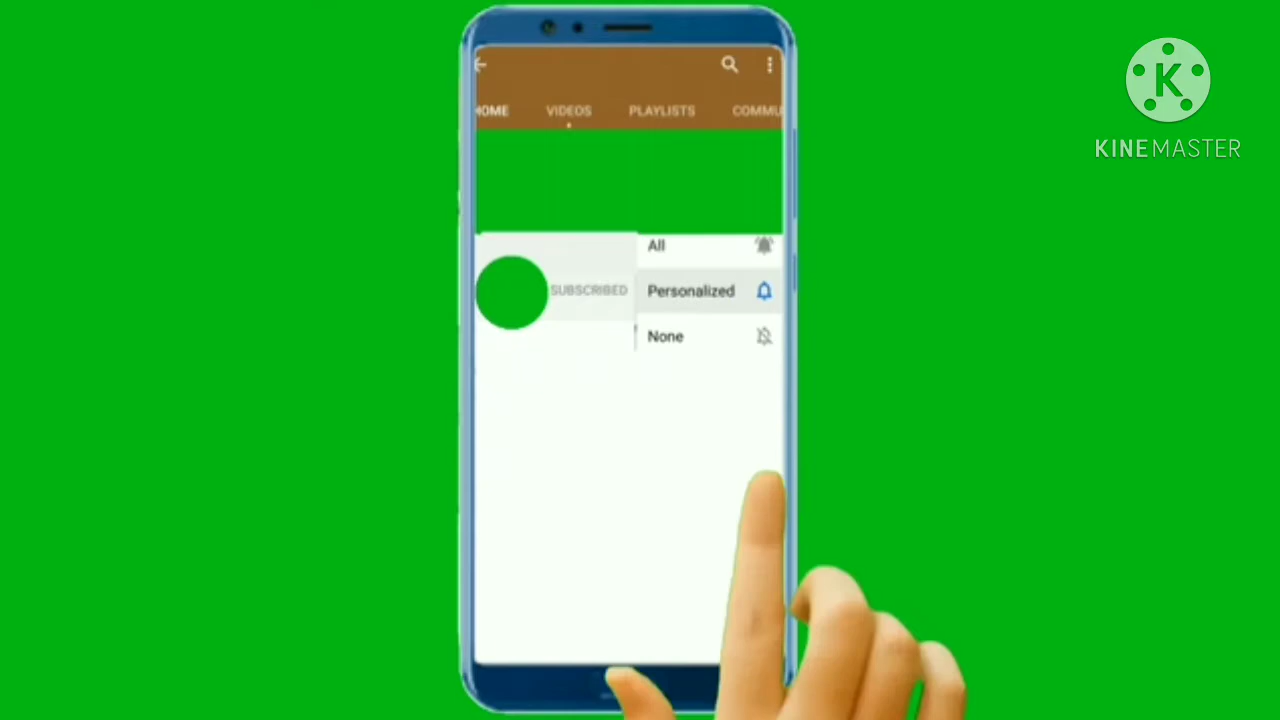 HOME VIDEOS PLAYLISTS COMMU
All
SUBSCRIBED Personalized
None
K
KINEMASTER